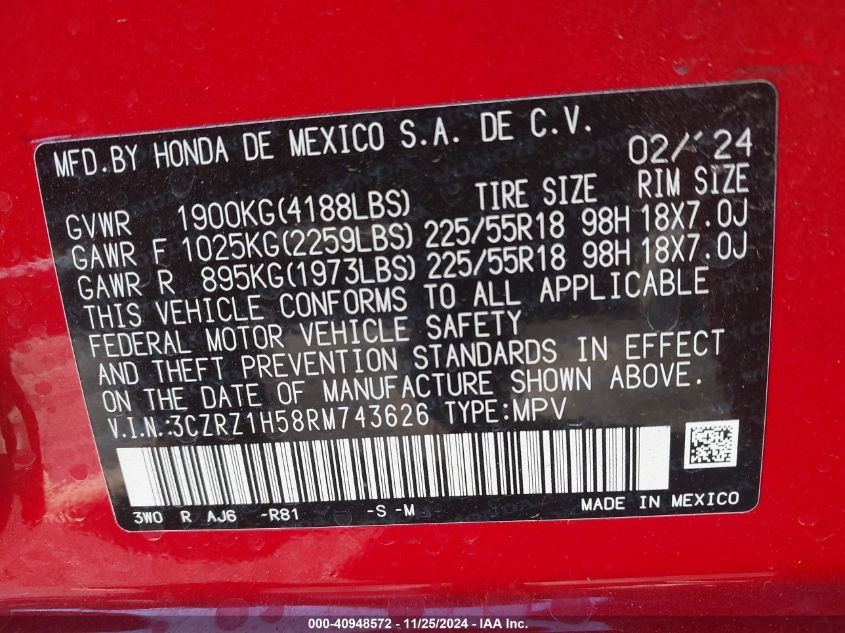 MFD.BY HONDA DE MEXICO S.A. DE C.V. 02/'24
GVWR 1900KG(4188LBS) TIRE SIZE RIM SIZE
GAWR F 1025KG(2259LBS) 225/55R18 98H 18X7.0J
GAWR R 895KG(1973LBS) 225/55R18 98H 18X7.0J
THIS VEHICLE CONFORMS TO ALL APPLICABLE
FEDERAL MOTOR VEHICLE SAFETY
AND THEFT PREVENTION STANDARDS IN EFFECT
ON THE DATE OF MANUFACTURE SHOWN ABOVE.
V.I.N.:3CZRZ1H58RM743626 TYPE:MPV
3W0 R AJ6 -R81 -S -M MADE IN MEXICO
000-40948572 - 11/25/2024 - IAA, Inc.